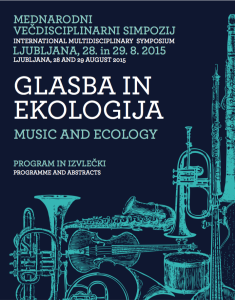 MEDNARODNI
VEČDISCIPLINARNI SIMPOZIJ
INTERNATIONAL MULTIDISCIPLINARY SYMPOSIUM
LJUBLJANA, 28. in 29. 8. 2015
LJUBLJANA, 28 AND 29 AUGUST 2015
GLASBA IN
EKOLOGIJA
MUSIC AND ECOLOGY
PROGRAM IN IZVLEČKI
PROGRAMME AND ABSTRACTS